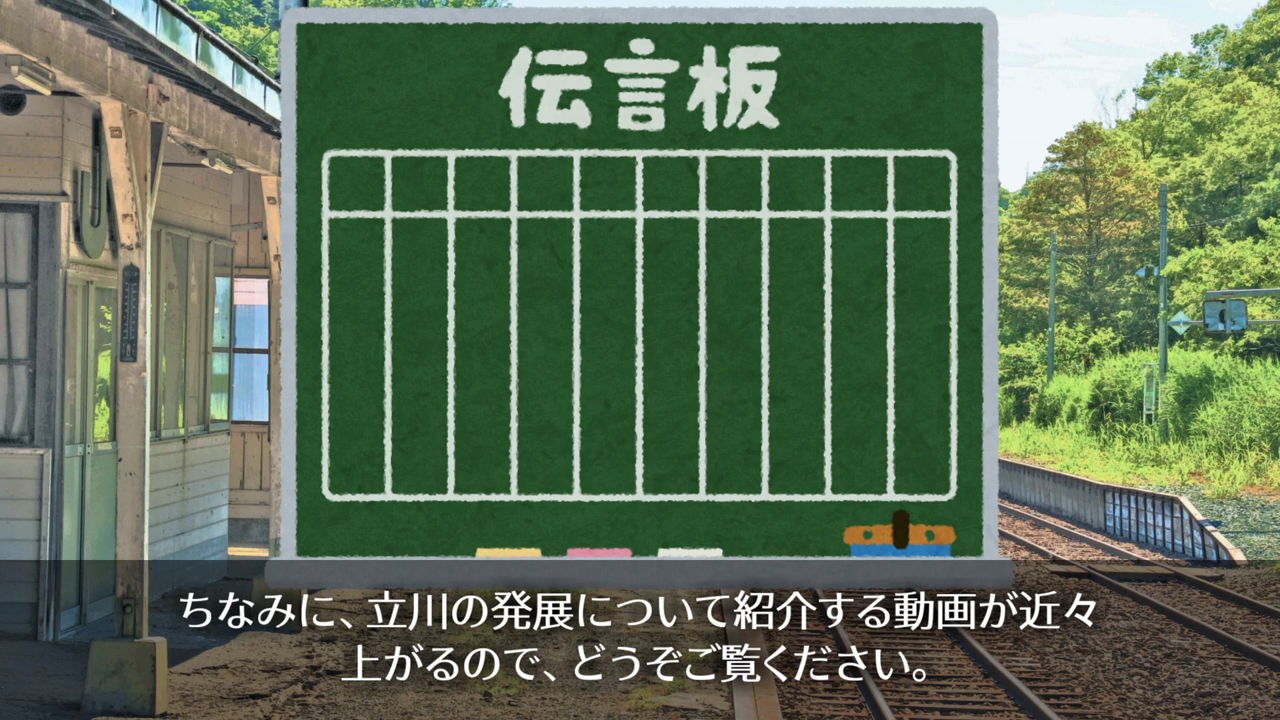 伝言板
ちなみに、立川の発展について紹介する動画が近々
上がるので、どうぞご覧ください。